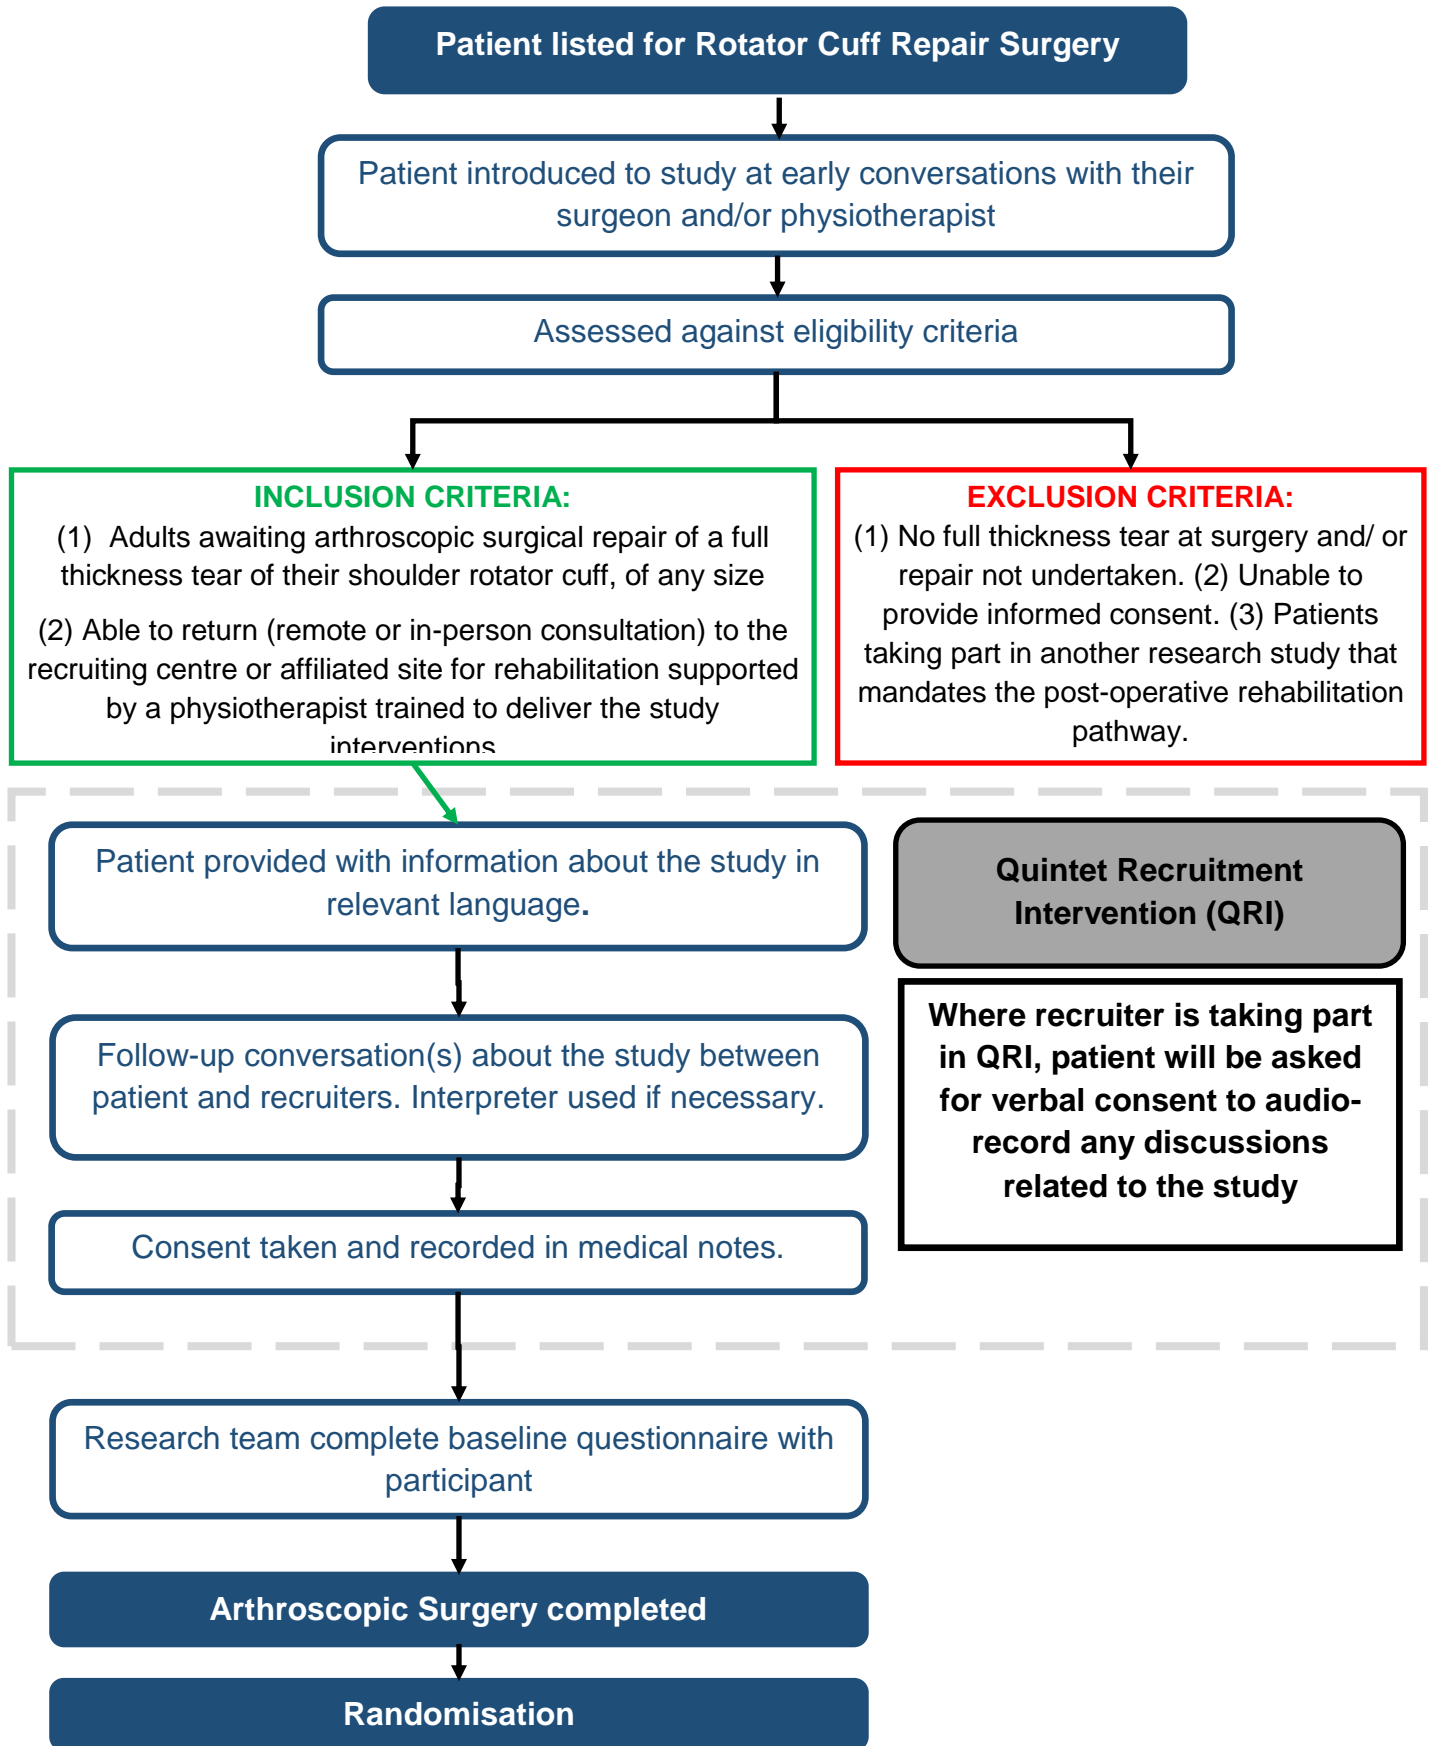 Patient listed for Rotator Cuff Repair Surgery
Patient introduced to study at early conversations with their
surgeon and/or physiotherapist
Assessed against eligibility criteria
INCLUSION CRITERIA:
(1) Adults awaiting arthroscopic surgical repair of a full
thickness tear of their shoulder rotator cuff, of any size
(2) Able to return (remote or in-person consultation) to the
recruiting centre or affiliated site for rehabilitation supported
by a physiotherapist trained to deliver the study
interventions
EXCLUSION CRITERIA:
(1) No full thickness tear at surgery and/ or
repair not undertaken. (2) Unable to
provide informed consent. (3) Patients
taking part in another research study that
mandates the post-operative rehabilitation
pathway.
Patient provided with information about the study in
relevant language.
Quintet Recruitment
Intervention (QRI)
Where recruiter is taking part
in QRI, patient will be asked
for verbal consent to audio-
record any discussions
related to the study
Follow-up conversation(s) about the study between
patient and recruiters. Interpreter used if necessary.
Consent taken and recorded in medical notes.
Research team complete baseline questionnaire with
participant
Arthroscopic Surgery completed
Randomisation